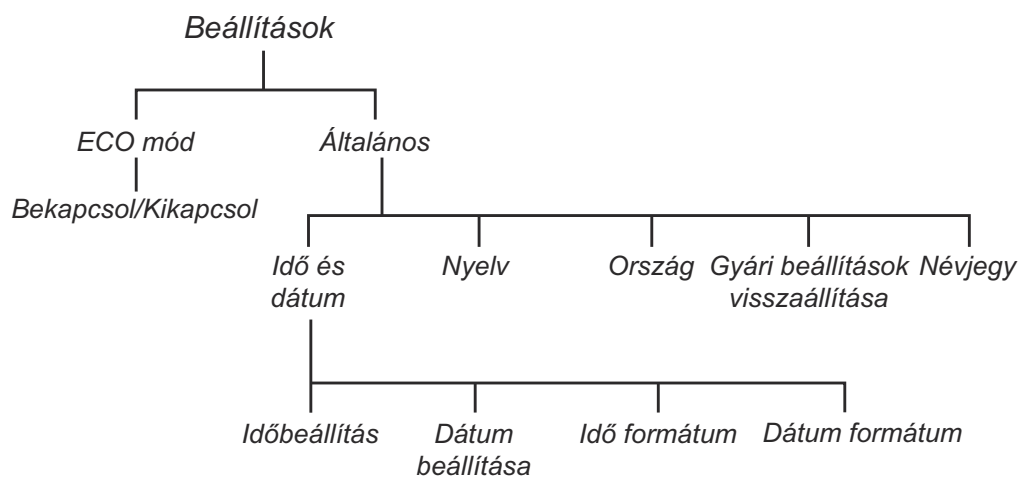 Beállítások
ECO mód
Általános
Bekapcsol/Kikapcsol
Idő és
dátum
Nyelv
Ország
Gyári beállítások
visszaállítása
Névjegy
Időbeállítás
Dátum
beállítása
Idő formátum
Dátum formátum